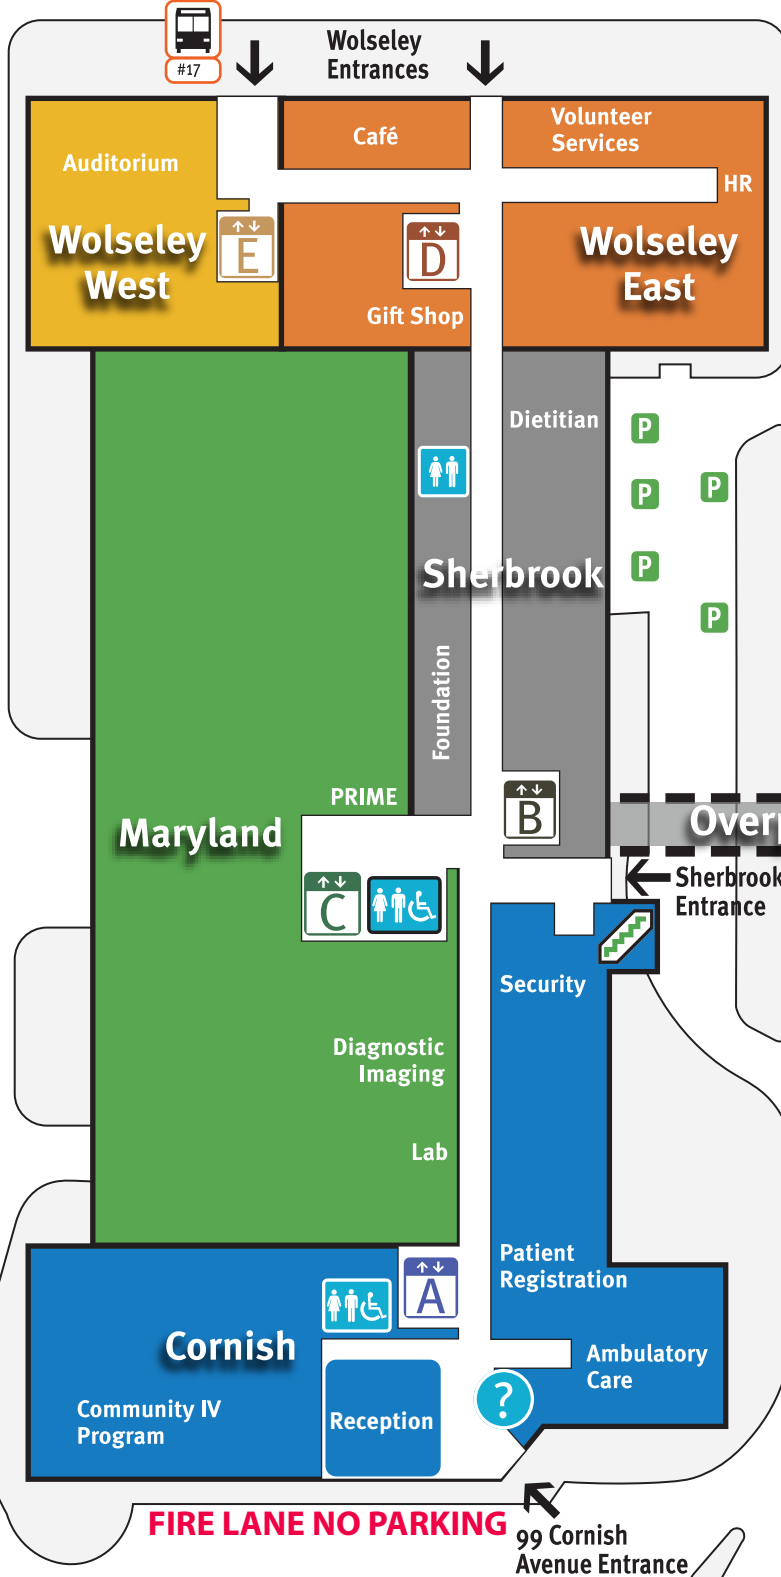 #17
Wolseley
Entrances
Café
Volunteer
Services
Auditorium
HR
Wolseley
West
E
D
Wolseley
East
Gift Shop
Dietitian
P
P
P
Sherbrook
P
P
Foundation
PRIME
B
Maryland
Sherbrook
Entrance
C
Security
Diagnostic
Imaging
Lab
Patient
Registration
A
Cornish
Ambulatory
Care
?
Community IV
Program
Reception
FIRE LANE NO PARKING
99 Cornish
Avenue Entrance